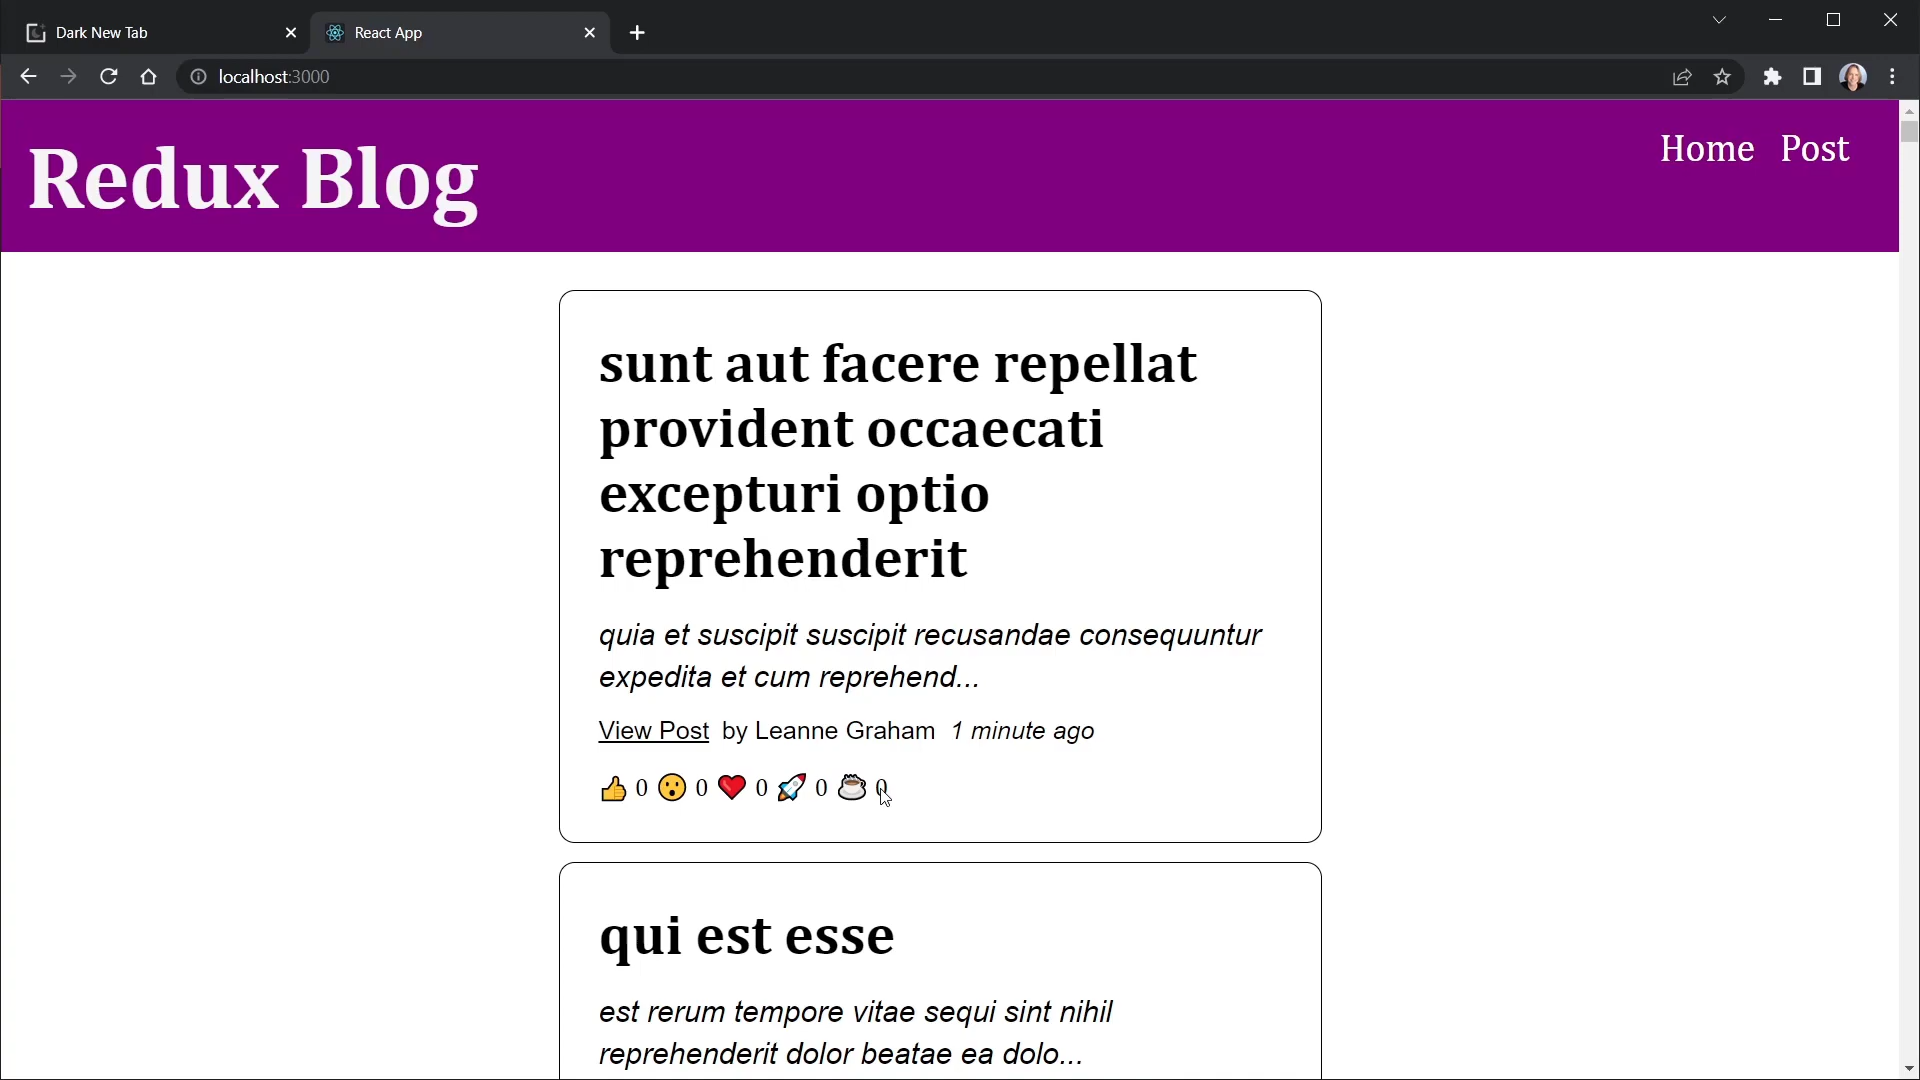 Dark New Tab
React App
localhost:3000
Redux Blog
Home Post
sunt aut facere repellat
provident occaecati
excepturi optio
reprehenderit
quia et suscipit suscipit recusandae consequuntur
expedita et cum reprehend...
View Post by Leanne Graham 1 minute ago
👍 0 😮 0 ❤️ 0 🚀 0 ☕ 0
qui est esse
est rerum tempore vitae sequi sint nihil
reprehenderit dolor beatae ea dolo...